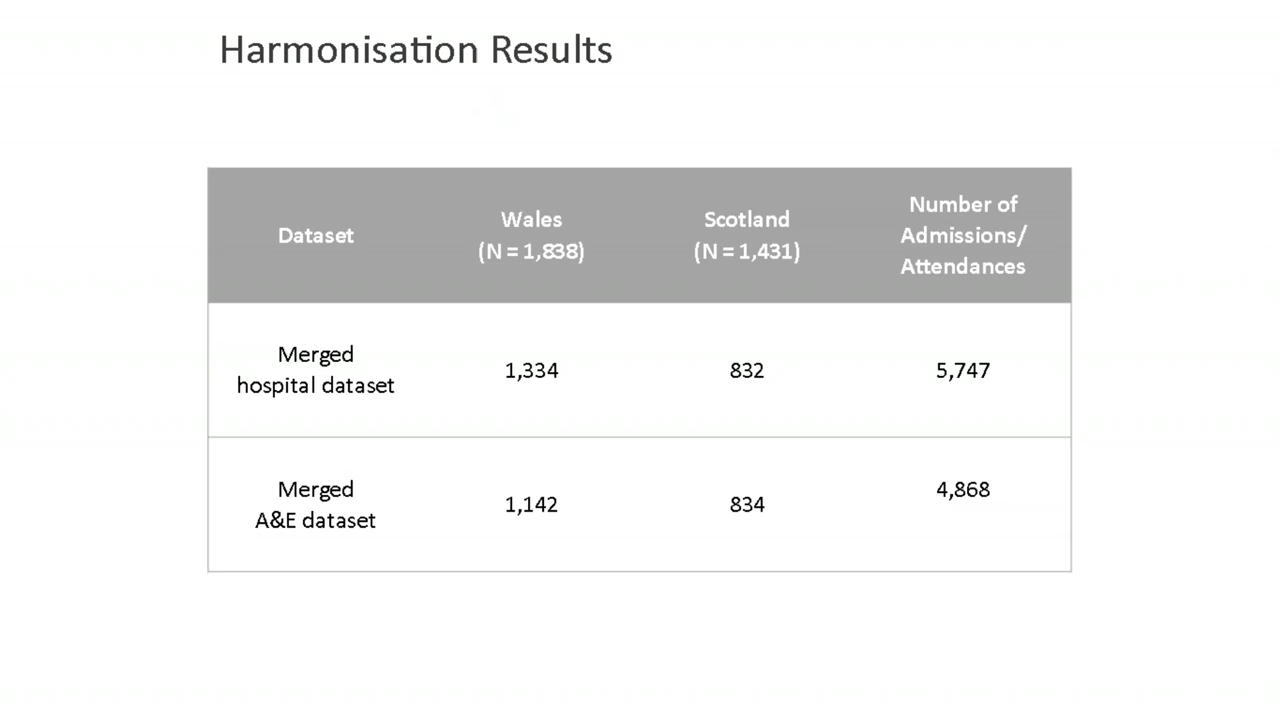 Harmonisation Results
Dataset
Wales
(N = 1,838)
Scotland
(N = 1,431)
Number of
Admissions/
Attendances
Merged
hospital dataset
1,334
832
5,747
Merged
A&E dataset
1,142
834
4,868